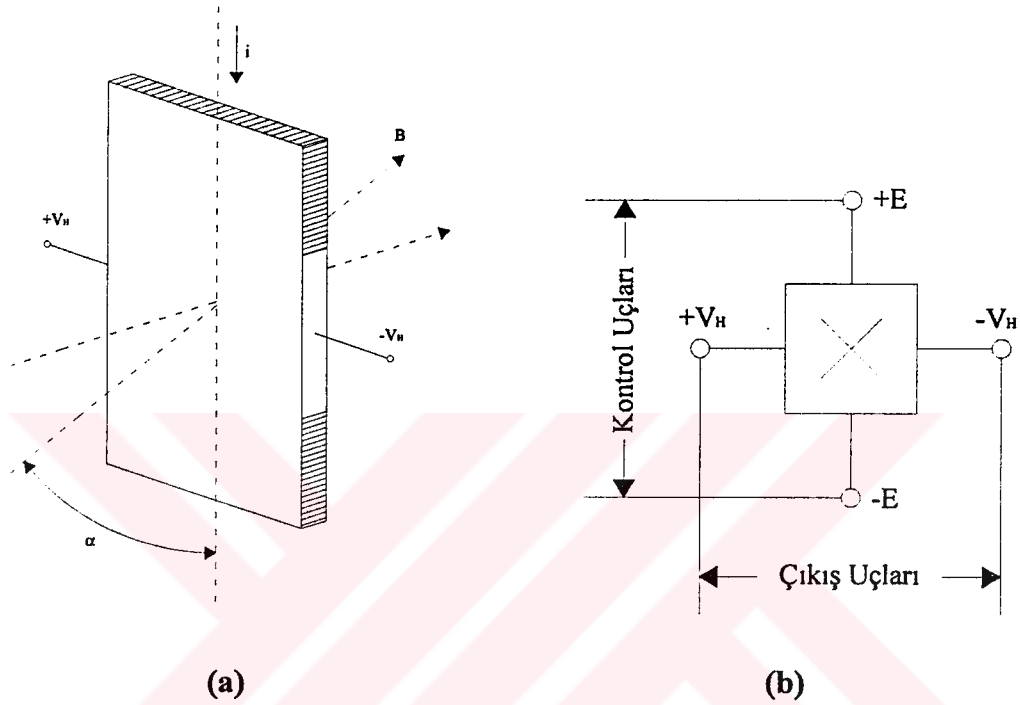 i
B
+VH
-VH
α
(a)
+E
Kontrol Uçları
+VH
-VH
-E
Çıkış Uçları
(b)